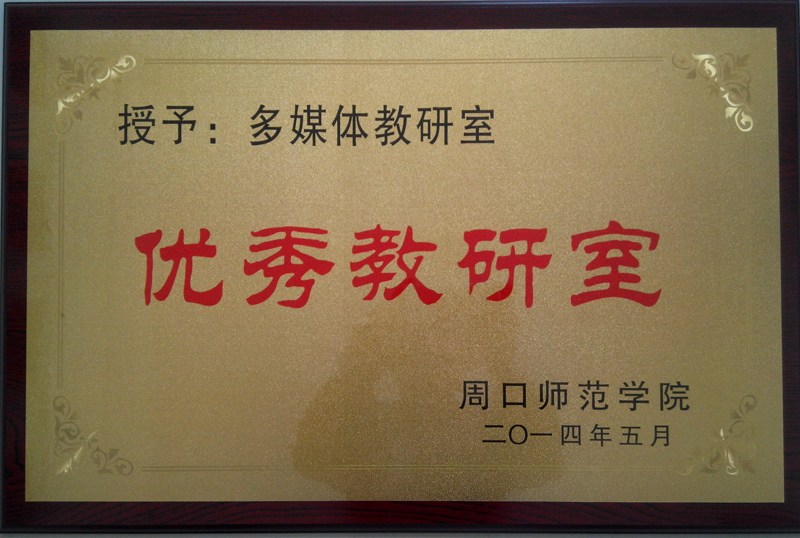 授予：多媒体教研室
优秀教研室
周口师范学院
二〇一四年五月